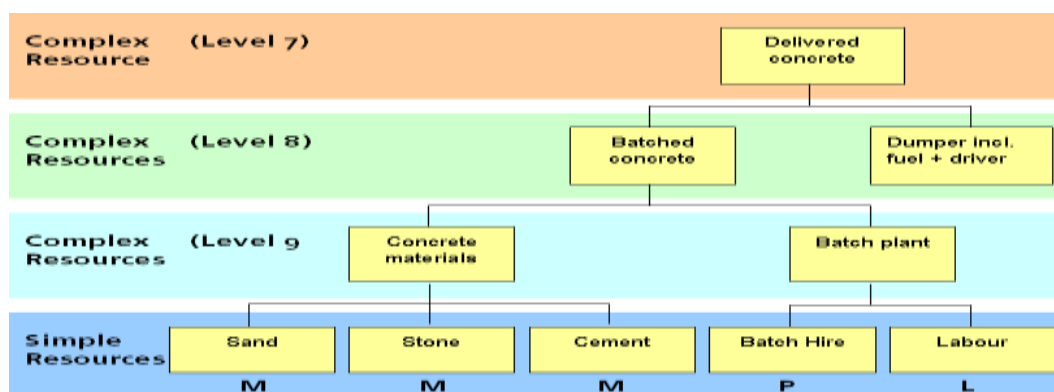 Complex (Level 7)
Resource
Delivered
concrete
Complex (Level 8)
Resources
Batched
concrete
Dumper incl.
fuel + driver
Complex (Level 9
Resources
Concrete
materials
Batch plant
Simple
Resources
Sand
Stone
Cement
Batch Hire
Labour
M M M P L